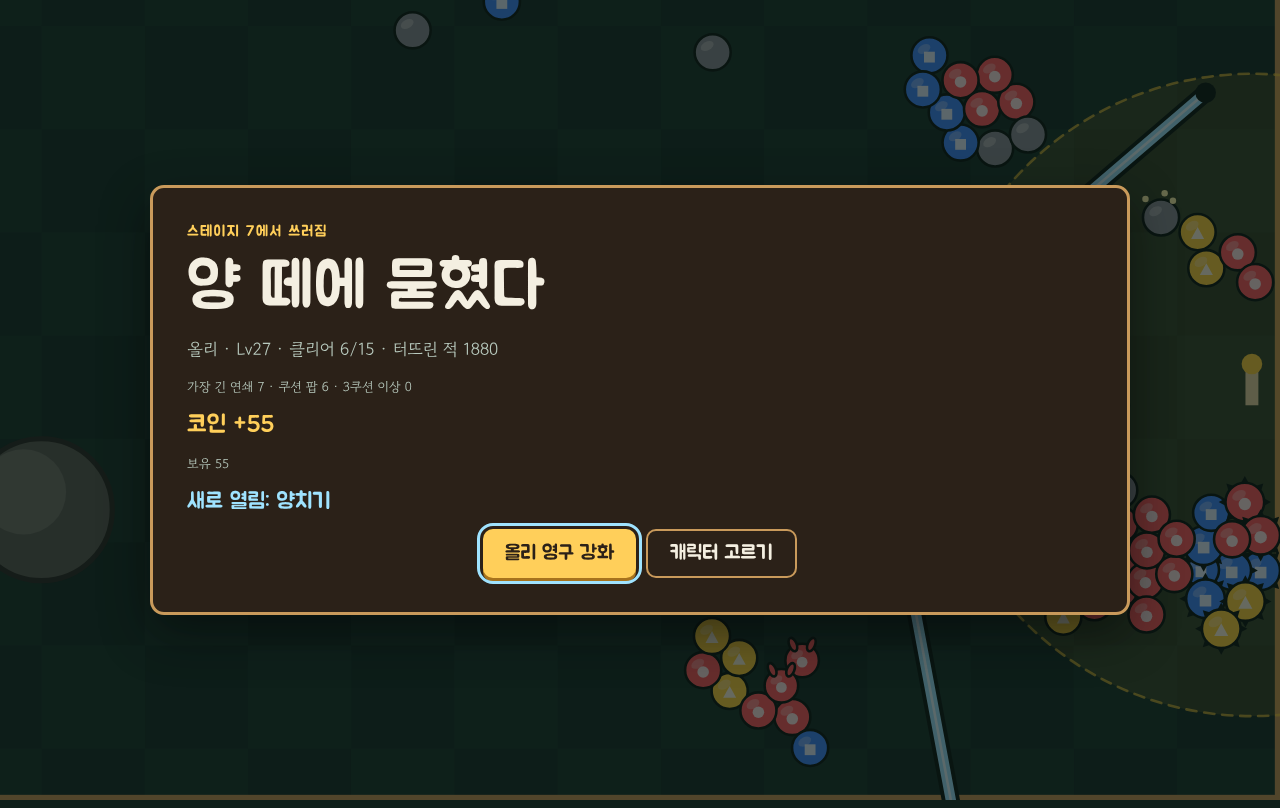 스테이지 7에서 쓰러짐
양 떼에 묻혔다
올리 · Lv27 · 클리어 6/15 · 터뜨린 적 1880
가장 긴 연쇄 7 · 쿠션 팝 6 · 3쿠션 이상 0
코인 +55
보유 55
새로 열림: 양치기
올리 영구 강화
캐릭터 고르기